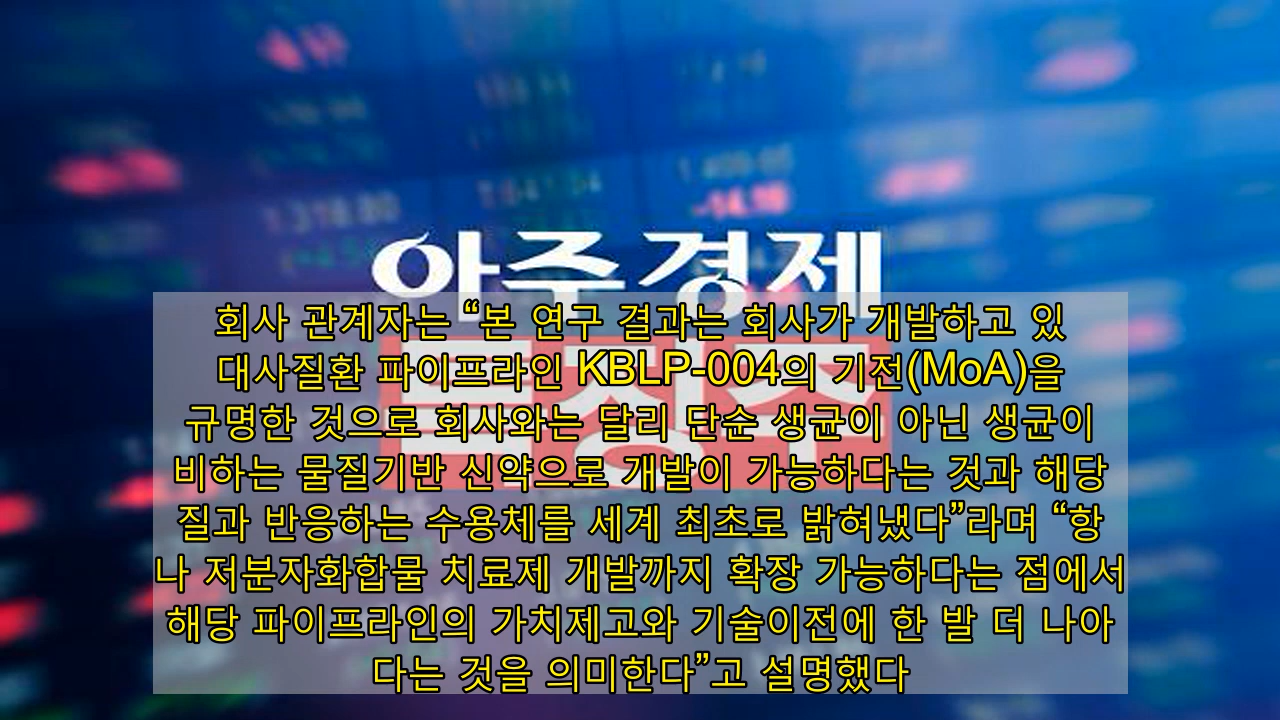 1,318.80
-14.16
아주경제
특징주
회사 관계자는 “본 연구 결과는 회사가 개발하고 있
대사질환 파이프라인 KBLP-004의 기전(MoA)을
규명한 것으로 회사와는 달리 단순 생균이 아닌 생균이
비하는 물질기반 신약으로 개발이 가능하다는 것과 해당
질과 반응하는 수용체를 세계 최초로 밝혀냈다”라며 “항
나 저분자화합물 치료제 개발까지 확장 가능하다는 점에서
해당 파이프라인의 가치제고와 기술이전에 한 발 더 나아
다는 것을 의미한다”고 설명했다